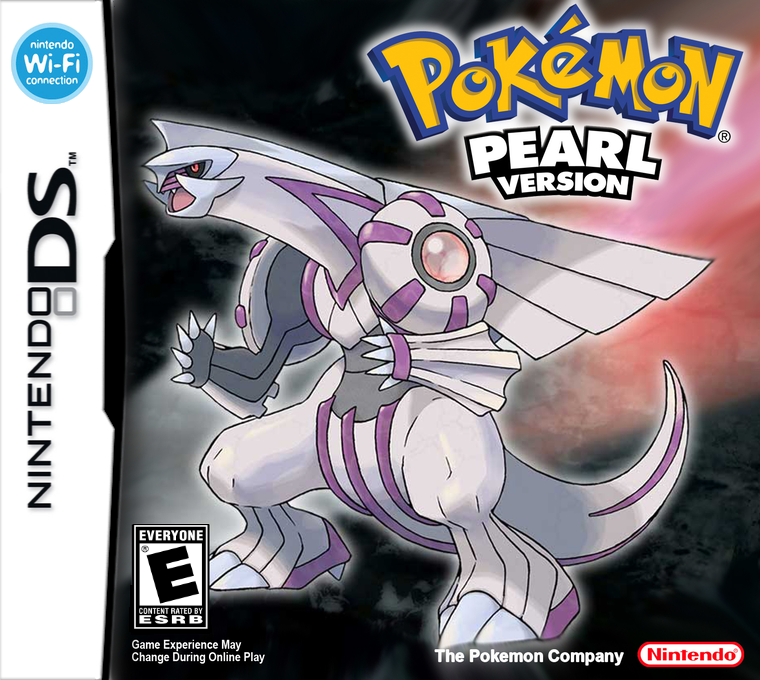 nintendo
Wi-Fi
connection
NINTENDO DS™
POKéMON
®
PEARL
VERSION
EVERYONE
®
E
CONTENT RATED BY
ESRB
Game Experience May
Change During Online Play
The Pokemon Company
Nintendo®